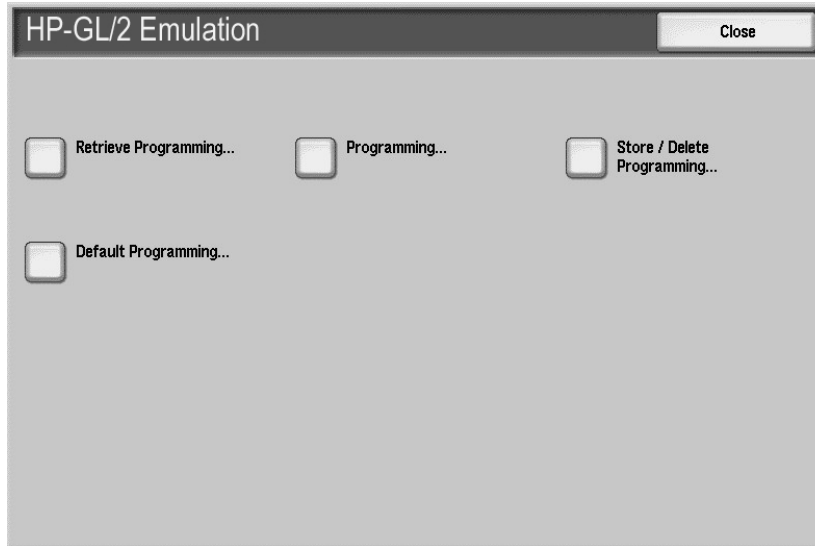 HP-GL/2 Emulation
Close
Retrieve Programming...
Programming...
Store / Delete
Programming...
Default Programming...